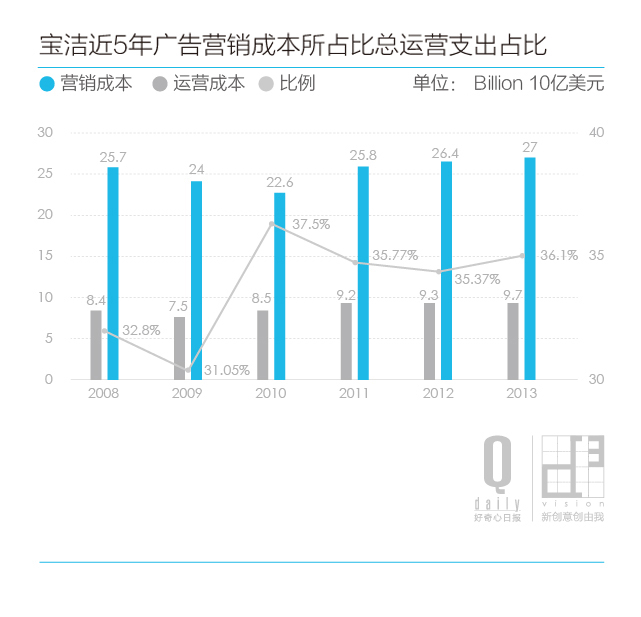 宝洁近5年广告营销成本所占比总运营支出占比
营销成本 运营成本 比例 单位： Billion 10亿美元
30 40
25.7 24 22.6 25.8 26.4 27
25
20
37.5%
15 35.77% 36.1% 35
35.37%
10 8.4 7.5 8.5 9.2 9.3 9.7
5 32.8%
31.05%
0 30
2008 2009 2010 2011 2012 2013
Q
daily vision
好奇心日报 新创意创由我